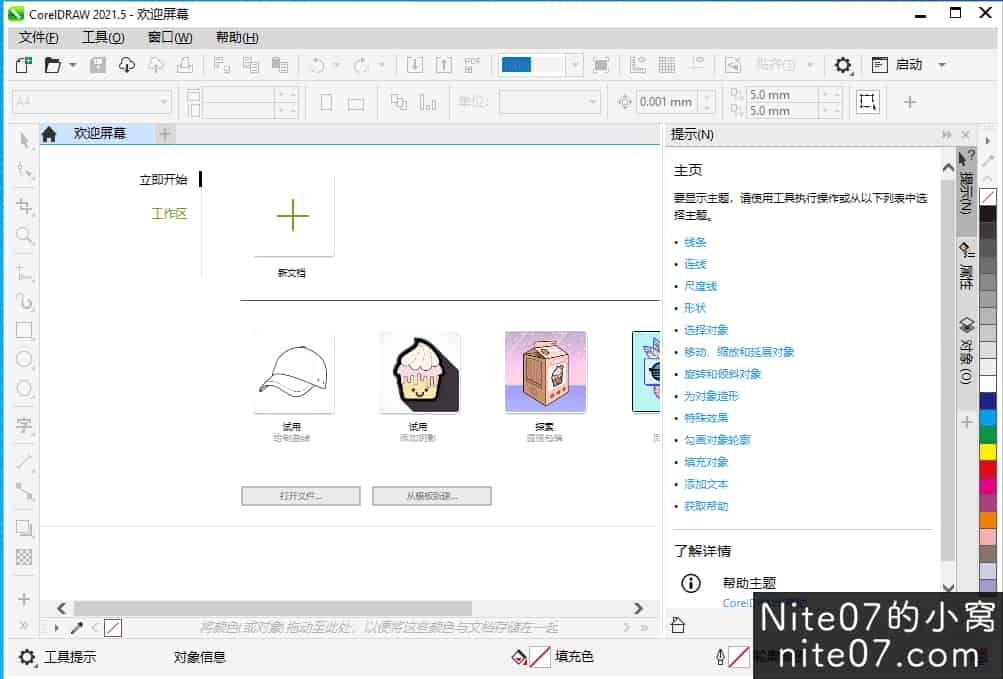 CorelDRAW 2021.5 - 欢迎屏幕
文件(F) 工具(O) 窗口(W) 帮助(H)
PDF 贴齐(T) 启动
A4 单位: 0.001 mm 5.0 mm
5.0 mm
欢迎屏幕
立即开始
工作区
新文档
试用
绘制曲线
试用
添加阴影
探索
打开文件...
从模板新建...
提示(N)
主页
要显示主题，请使用工具执行操作或从以下列表中选择主题。
• 线条
• 连线
• 尺度线
• 形状
• 选择对象
• 移动、缩放和延展对象
• 旋转和倾斜对象
• 为对象造形
• 特殊效果
• 勾画对象轮廓
• 填充对象
• 添加文本
• 获取帮助
了解详情
帮助主题
提示(N)
属性
对象(O)
字
将颜色(或对象)拖动至此处，以便将这些颜色与文档存储在一起
工具提示 对象信息 填充色
Nite07的小窝
nite07.com